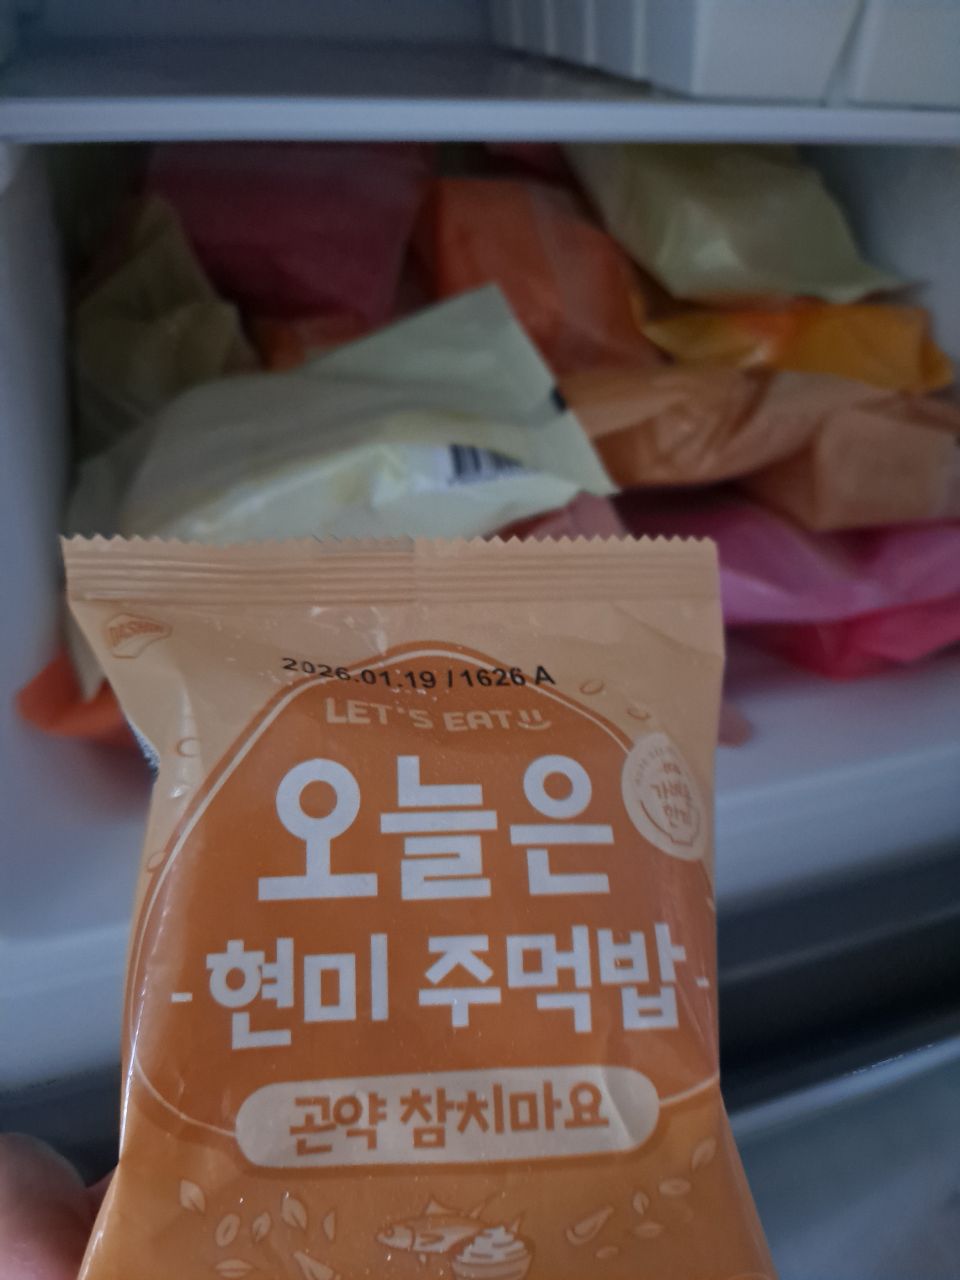 2026.01.19 / 1626 A
LET'S EAT
오늘은
-현미 주먹밥-
곤약 참치마요